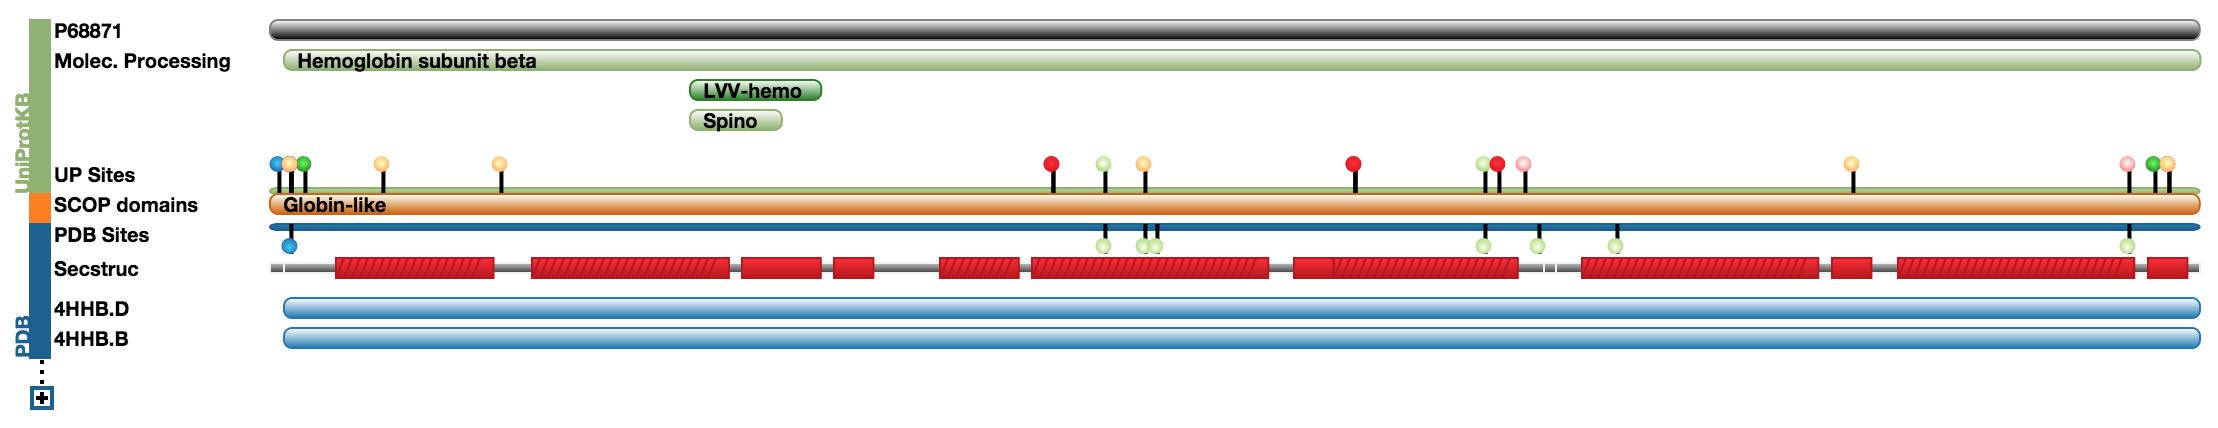 UniProtKB
P68871
Molec. Processing
Hemoglobin subunit beta
LVV-hemo
Spino
UP Sites
SCOP domains
Globin-like
PDB
PDB Sites
Secstruc
4HHB.D
4HHB.B